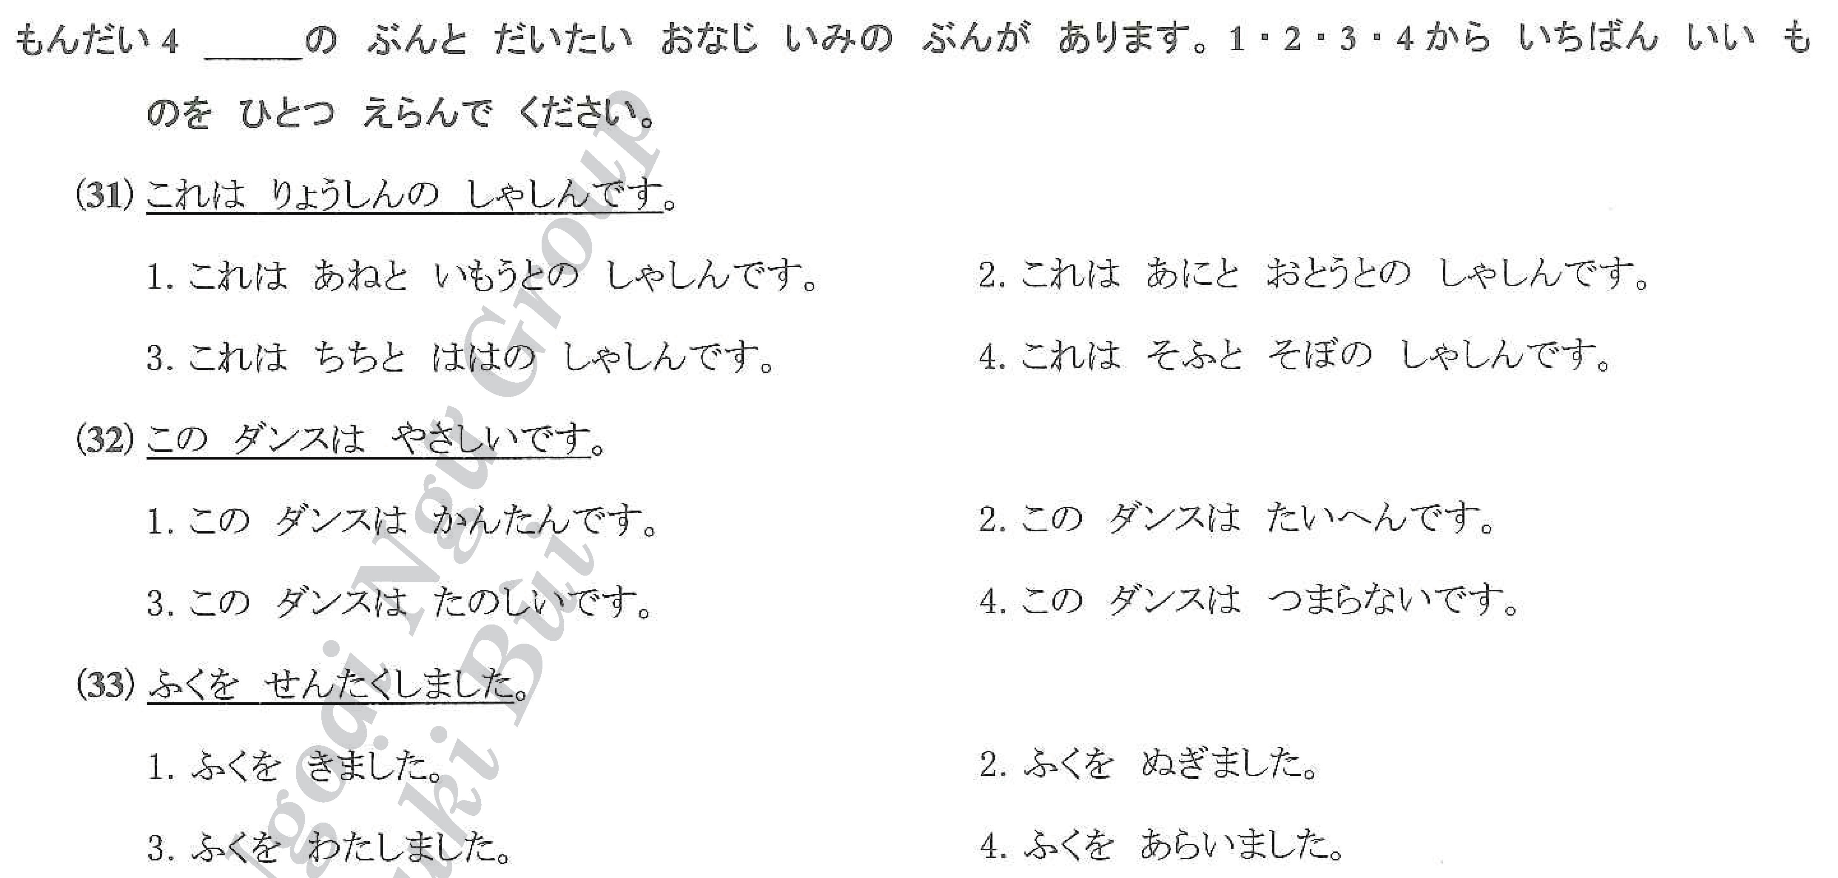 もんだい4 _____の ぶんと だいたい おなじ いみの ぶんが あります。1・2・3・4から いちばん いい も
のを ひとつ えらんで ください。
(31) これは りょうしんの しゃしんです。
1. これは あねと いもうとの しゃしんです。 2. これは あにと おとうとの しゃしんです。
3. これは ちちと ははの しゃしんです。 4. これは そふと そぼの しゃしんです。
(32) この ダンスは やさしいです。
1. この ダンスは かんたんです。 2. この ダンスは たいへんです。
3. この ダンスは たのしいです。 4. この ダンスは つまらないです。
(33) ふくを せんたくしました。
1. ふくを きました。 2. ふくを ぬぎました。
3. ふくを わたしました。 4. ふくを あらいました。
Ngoại Ngữ Group
uki Bùi